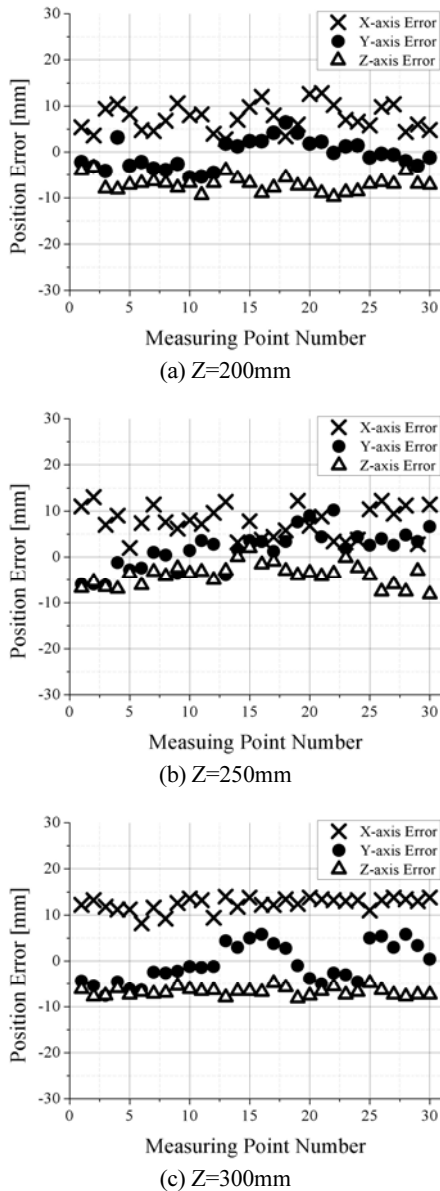 30
X-axis Error
Y-axis Error
Z-axis Error
20
10
0
-10
-20
-30
Position Error [mm]
0 5 10 15 20 25 30
Measuring Point Number
(a) Z=200mm
30
X-axis Error
Y-axis Error
Z-axis Error
20
10
0
-10
-20
-30
Position Error [mm]
0 5 10 15 20 25 30
Measuing Point Number
(b) Z=250mm
30
X-axis Error
Y-axis Error
Z-axis Error
20
10
0
-10
-20
-30
Position Error [mm]
0 5 10 15 20 25 30
Measuring Point Number
(c) Z=300mm